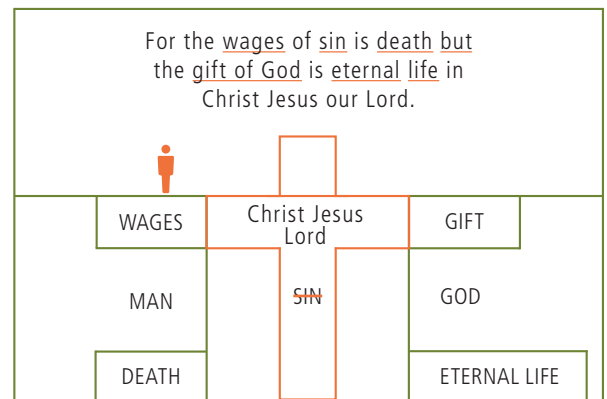 For the wages of sin is death but
the gift of God is eternal life in
Christ Jesus our Lord.
WAGES
Christ Jesus
Lord
GIFT
MAN
SIN
GOD
DEATH
ETERNAL LIFE